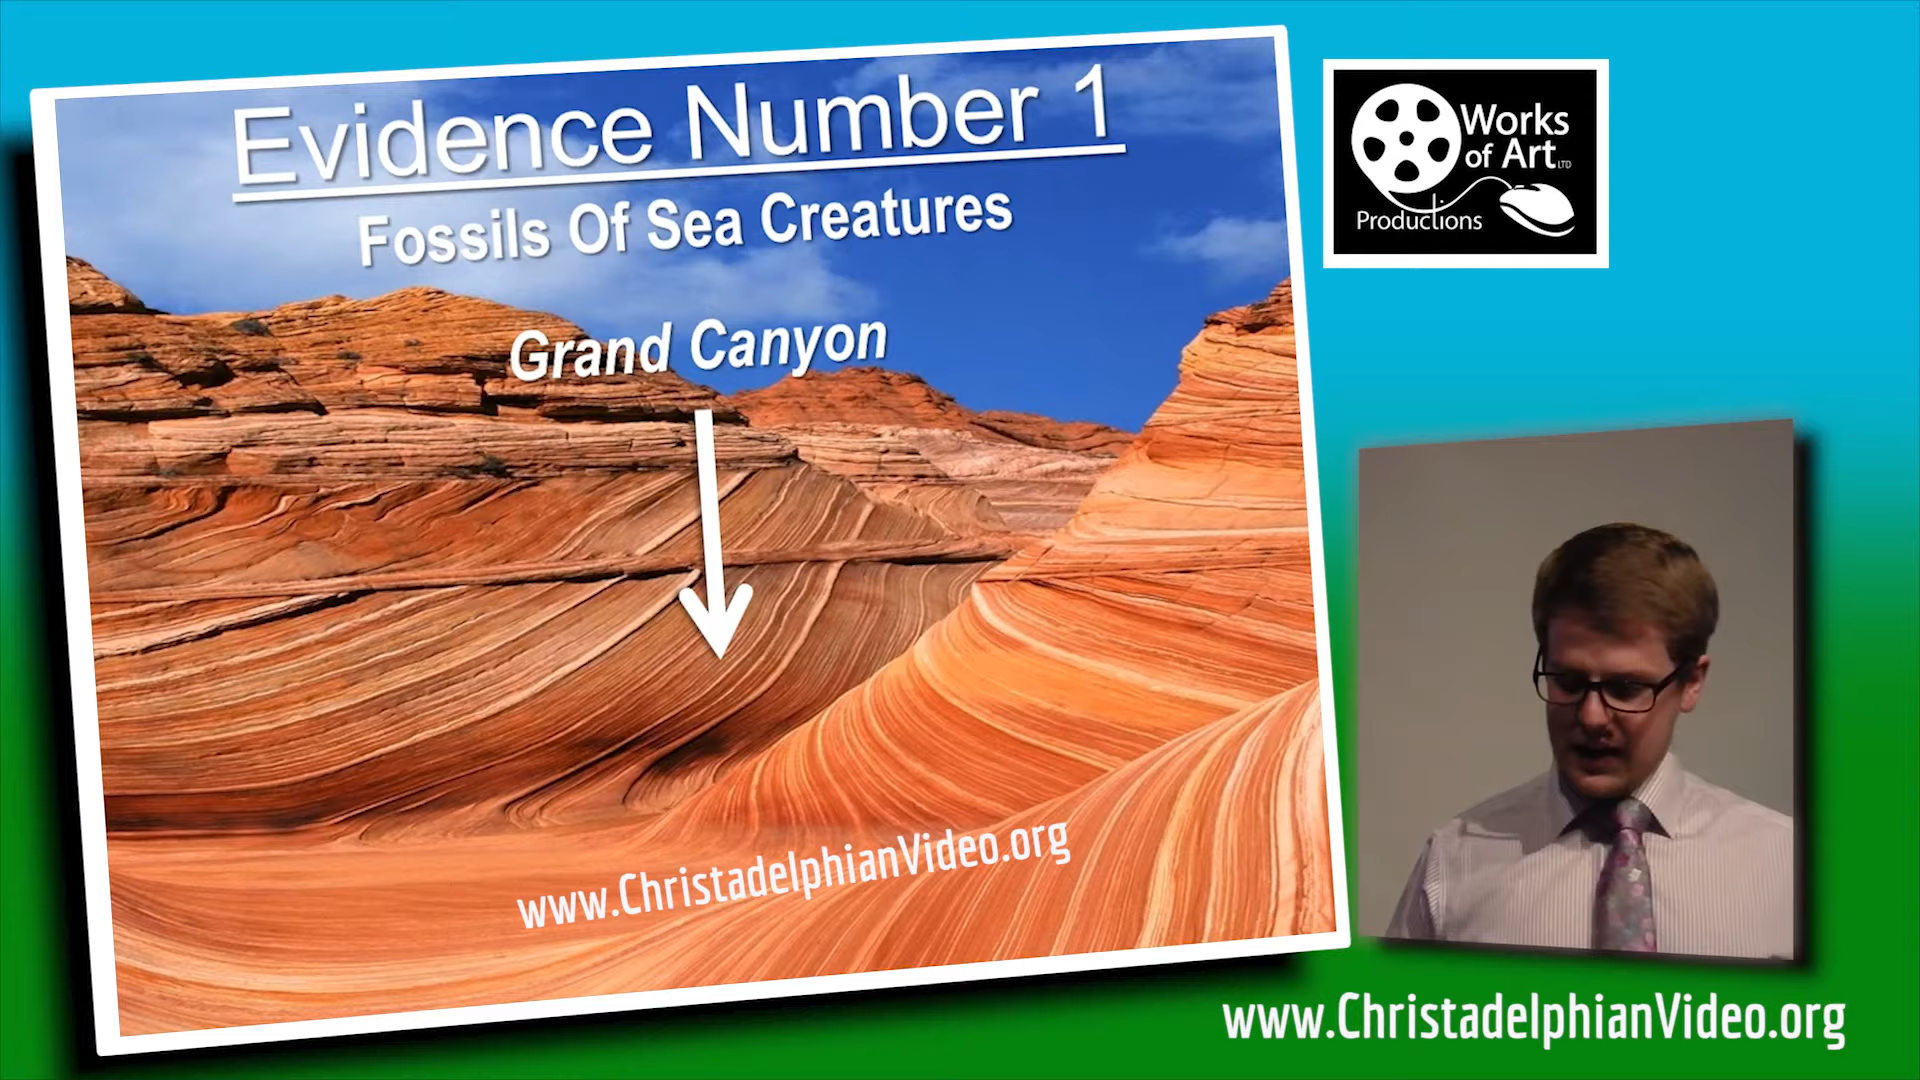 Evidence Number 1
Fossils Of Sea Creatures
Grand Canyon
www.ChristadelphianVideo.org
Works
of Art LTD
Productions
www.ChristadelphianVideo.org